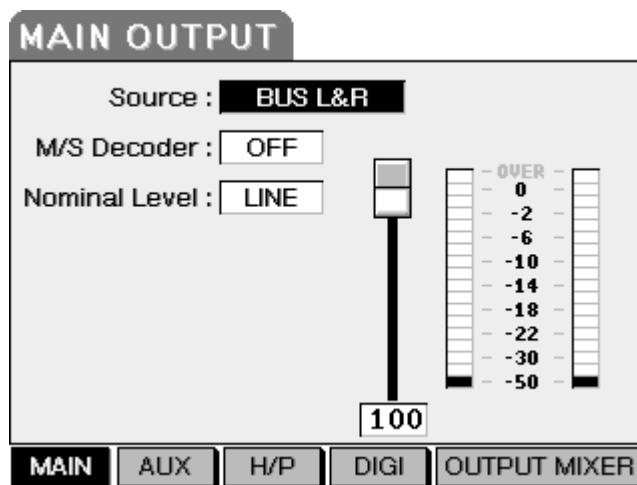 MAIN OUTPUT
Source : BUS L&R
M/S Decoder : OFF
Nominal Level : LINE
OVER
0
-2
-6
-10
-14
-18
-22
-30
-50
100
MAIN AUX H/P DIGI OUTPUT MIXER